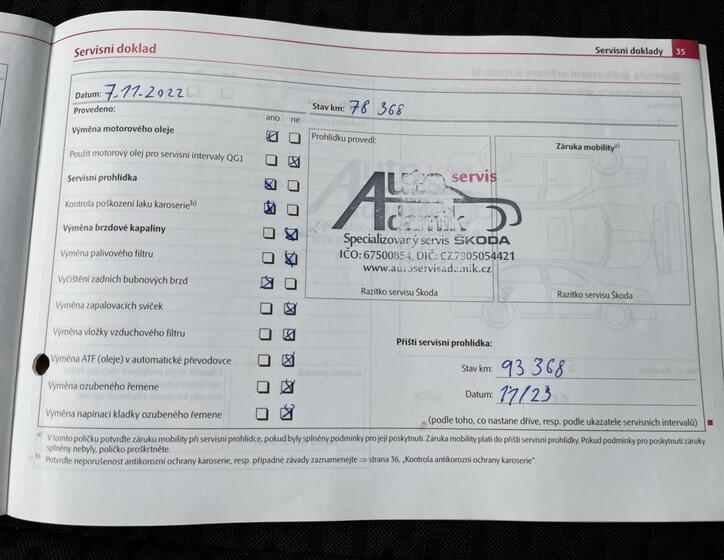 Servisní doklad
Servisní doklady 35
Datum: 7.11.2022
Stav km: 78 368
Provedeno:
ano ne
Výměna motorového oleje
Použit motorový olej pro servisní intervaly QG1
Servisní prohlídka
Kontrola poškození laku karoserie b)
Výměna brzdové kapaliny
Výměna palivového filtru
Vyčištění zadních bubnových brzd
Výměna zapalovacích svíček
Výměna vložky vzduchového filtru
Výměna ATF (oleje) v automatické převodovce
Výměna ozubeného řemene
Výměna napínací kladky ozubeného řemene
Prohlídku provedl:
Auto servis
Adamík
Specializovaný servis ŠKODA
IČO: 67500854, DIČ: CZ7305054421
www.autoservisadamik.cz
Razítko servisu Škoda
Záruka mobility a)
Razítko servisu Škoda
Příští servisní prohlídka:
Stav km: 93 368
Datum: 11/23
(podle toho, co nastane dříve, resp. podle ukazatele servisních intervalů)
a) V tomto políčku potvrďte záruku mobility při servisní prohlídce, pokud byly splněny podmínky pro její poskytnutí. Záruka mobility platí do příští servisní prohlídky. Pokud podmínky pro poskytnutí záruky
splněny nebyly, políčko proškrtněte.
b) Potvrďte neporušenost antikorozní ochrany karoserie, resp. případné závady zaznamenejte ⇒ strana 36, „Kontrola antikorozní ochrany karoserie".